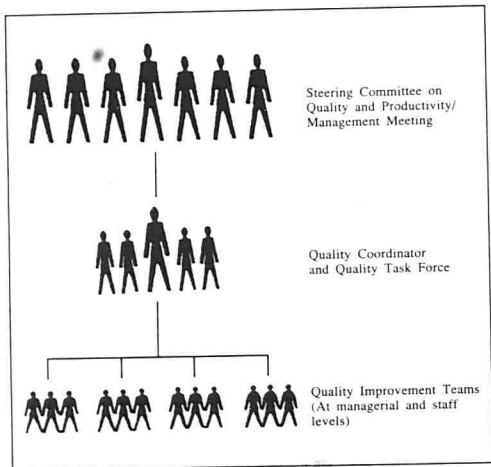 Steering Committee on
Quality and Productivity/
Management Meeting
Quality Coordinator
and Quality Task Force
Quality Improvement Teams
(At managerial and staff
levels)